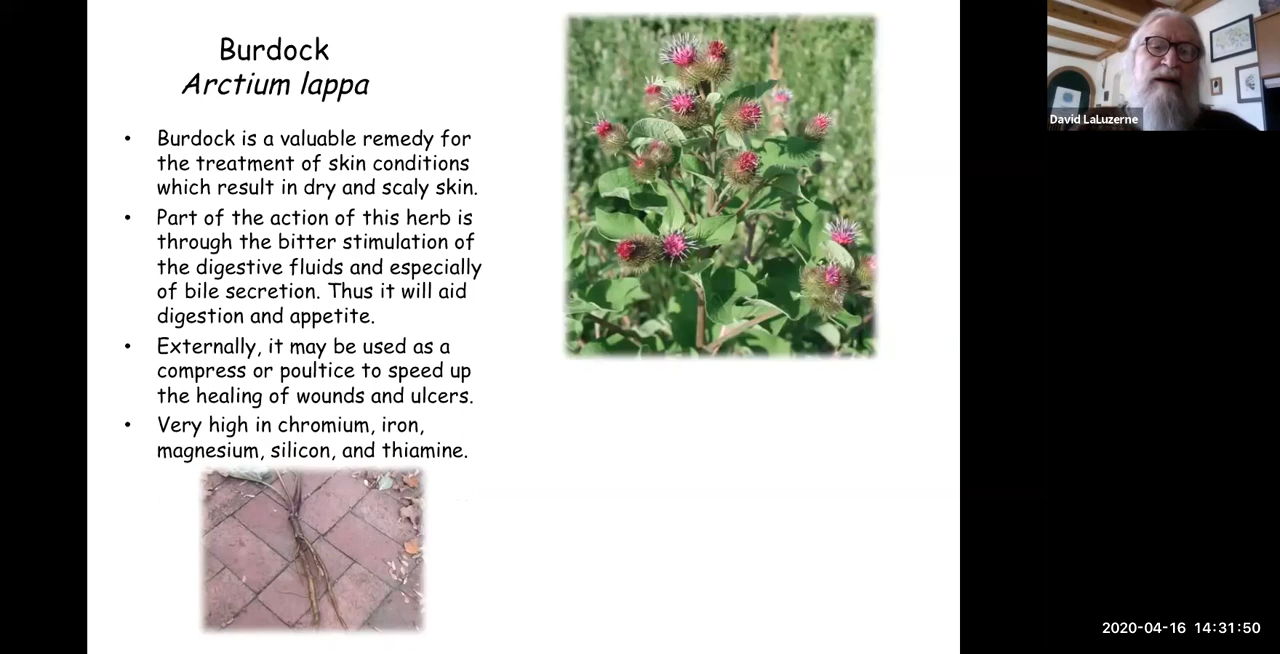 Burdock
Arctium lappa
• Burdock is a valuable remedy for
the treatment of skin conditions
which result in dry and scaly skin.
• Part of the action of this herb is
through the bitter stimulation of
the digestive fluids and especially
of bile secretion. Thus it will aid
digestion and appetite.
• Externally, it may be used as a
compress or poultice to speed up
the healing of wounds and ulcers.
• Very high in chromium, iron,
magnesium, silicon, and thiamine.
David LaLuzerne
2020-04-16 14:31:50